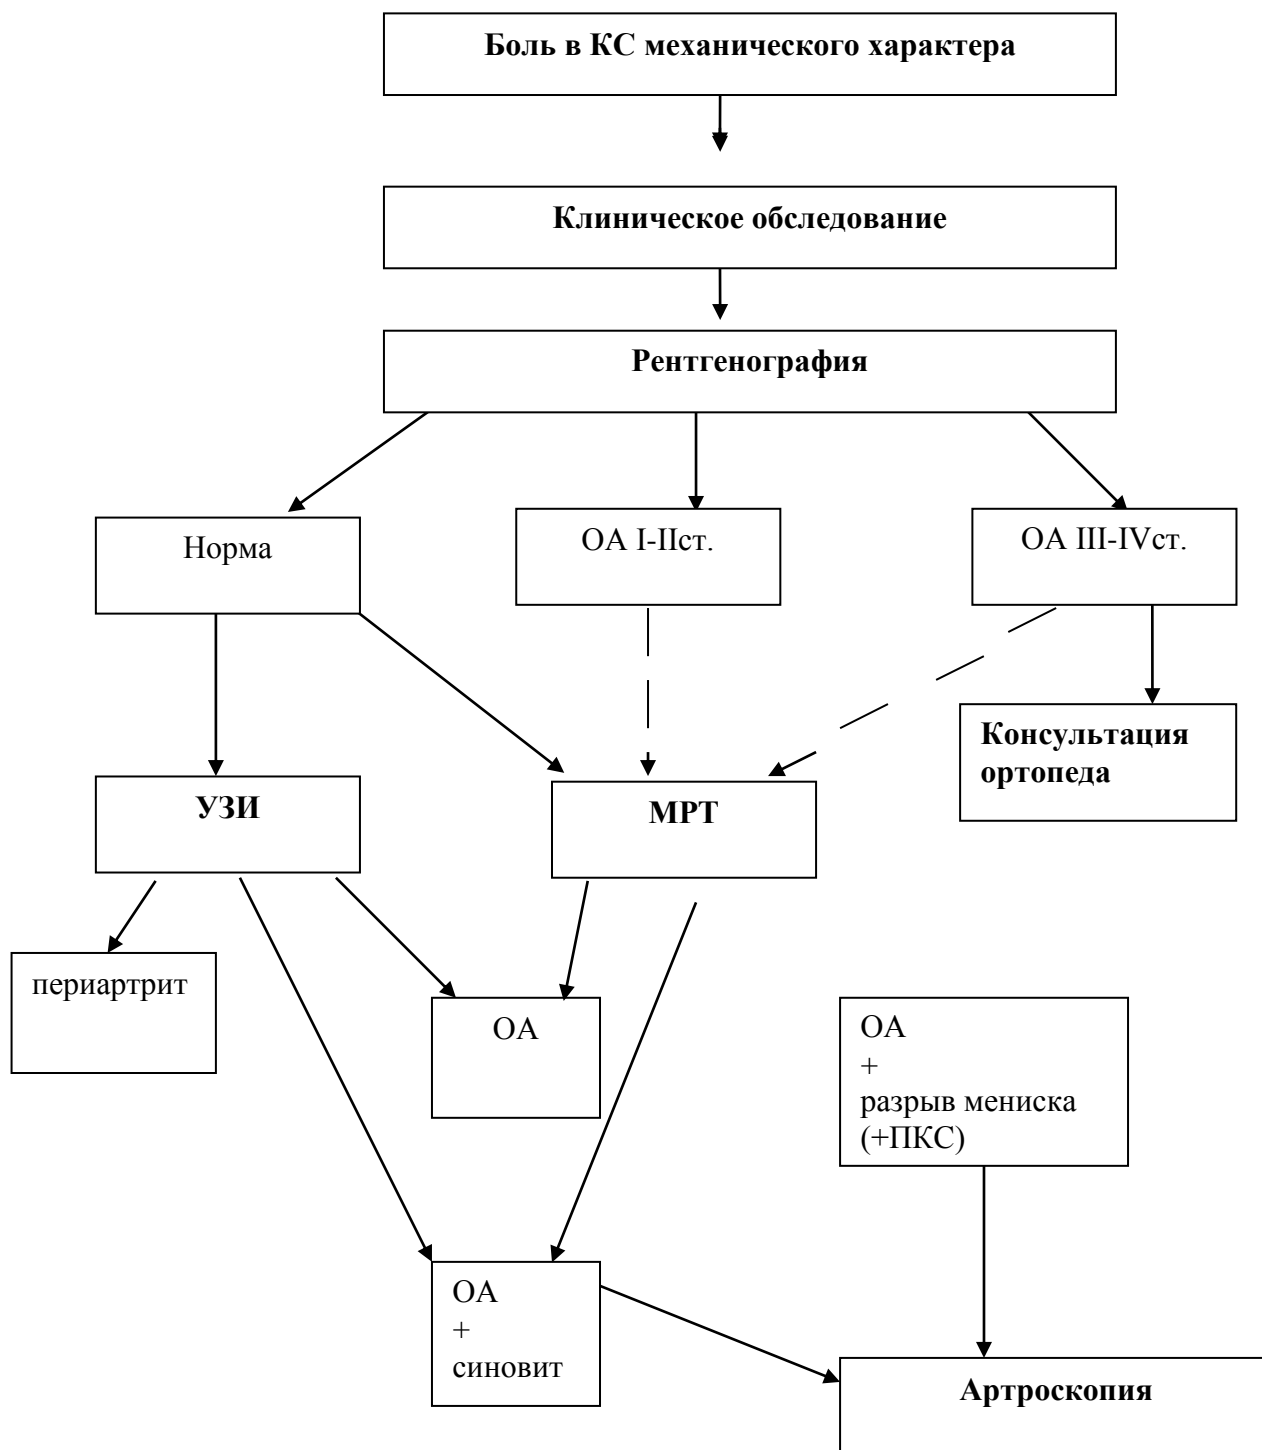 Боль в КС механического характера
Клиническое обследование
Рентгенография
Норма
ОА I-IIст.
ОА III-IVст.
Консультация
ортопеда
УЗИ
МРТ
периартрит
ОА
ОА
+
разрыв мениска
(+ПКС)
ОА
+
синовит
Артроскопия